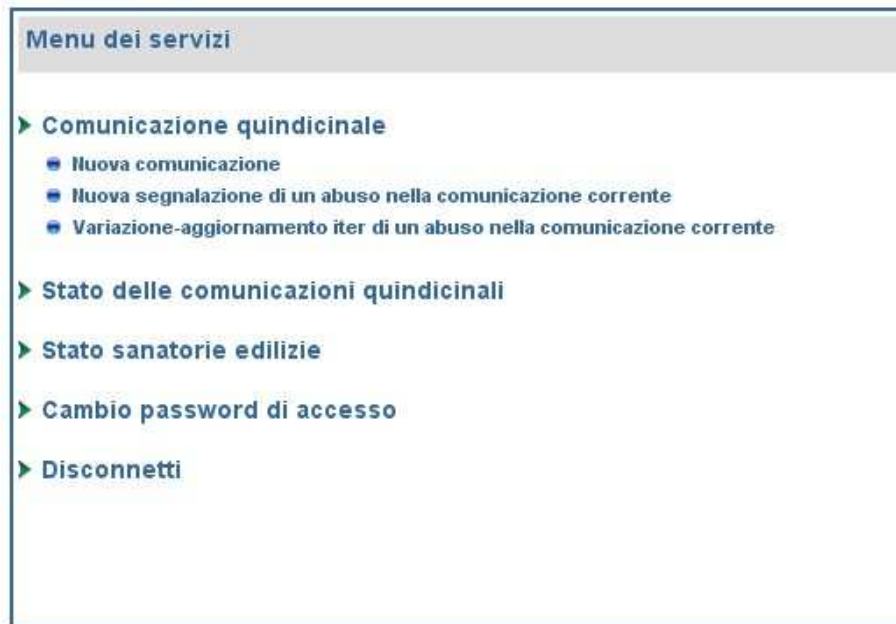 Menu dei servizi
Comunicazione quindicinale
Nuova comunicazione
Nuova segnalazione di un abuso nella comunicazione corrente
Variazione-aggiornamento iter di un abuso nella comunicazione corrente
Stato delle comunicazioni quindicinali
Stato sanatorie edilizie
Cambio password di accesso
Disconnetti